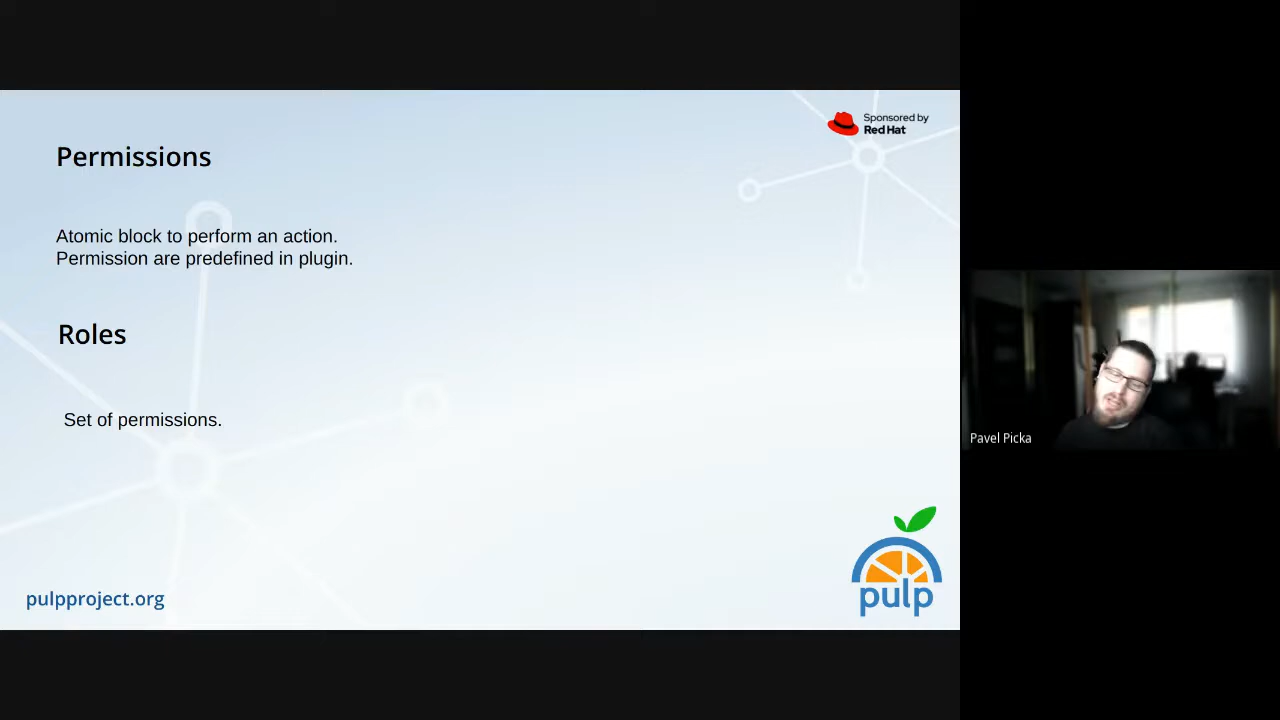 Sponsored by
Red Hat
Permissions
Atomic block to perform an action.
Permission are predefined in plugin.
Roles
Set of permissions.
Pavel Picka
pulpproject.org
pulp